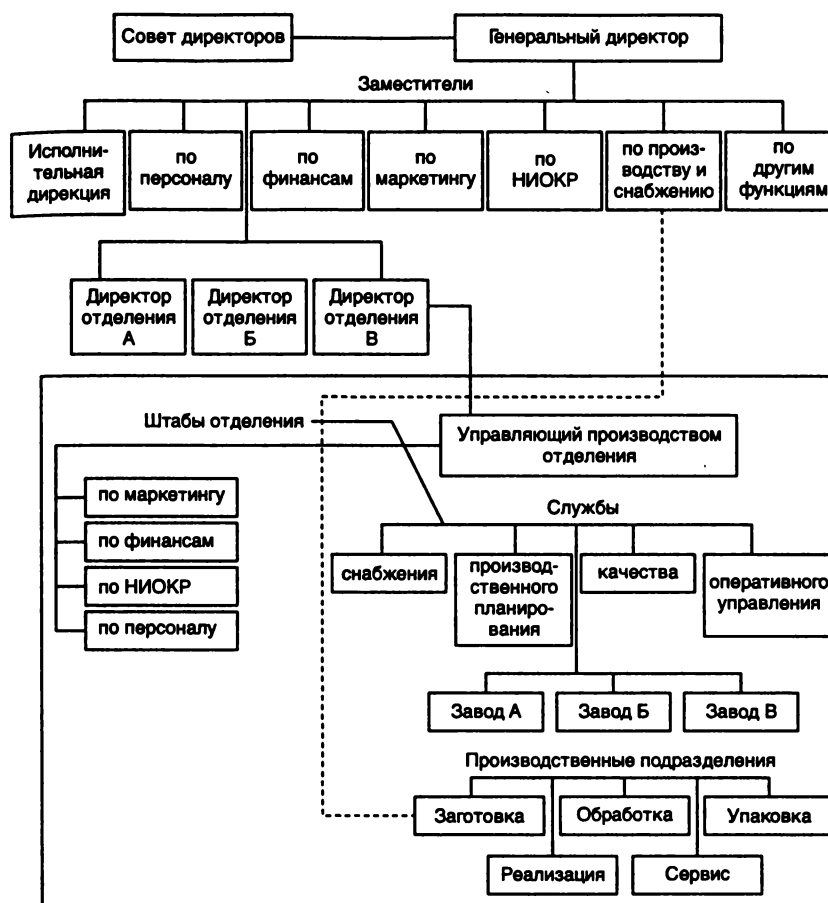 Совет директоров
Генеральный директор
Заместители
Исполни-
тельная
дирекция
по
персоналу
по
финансам
по
маркетингу
по
НИОКР
по произ-
водству и
снабжению
по
другим
функциям
Директор
отделения
А
Директор
отделения
Б
Директор
отделения
В
Штабы отделения
Управляющий производством
отделения
по маркетингу
по финансам
по НИОКР
по персоналу
Службы
снабжения
производ-
ственного
планиро-
вания
качества
оперативного
управления
Завод А
Завод Б
Завод В
Производственные подразделения
Заготовка
Обработка
Упаковка
Реализация
Сервис